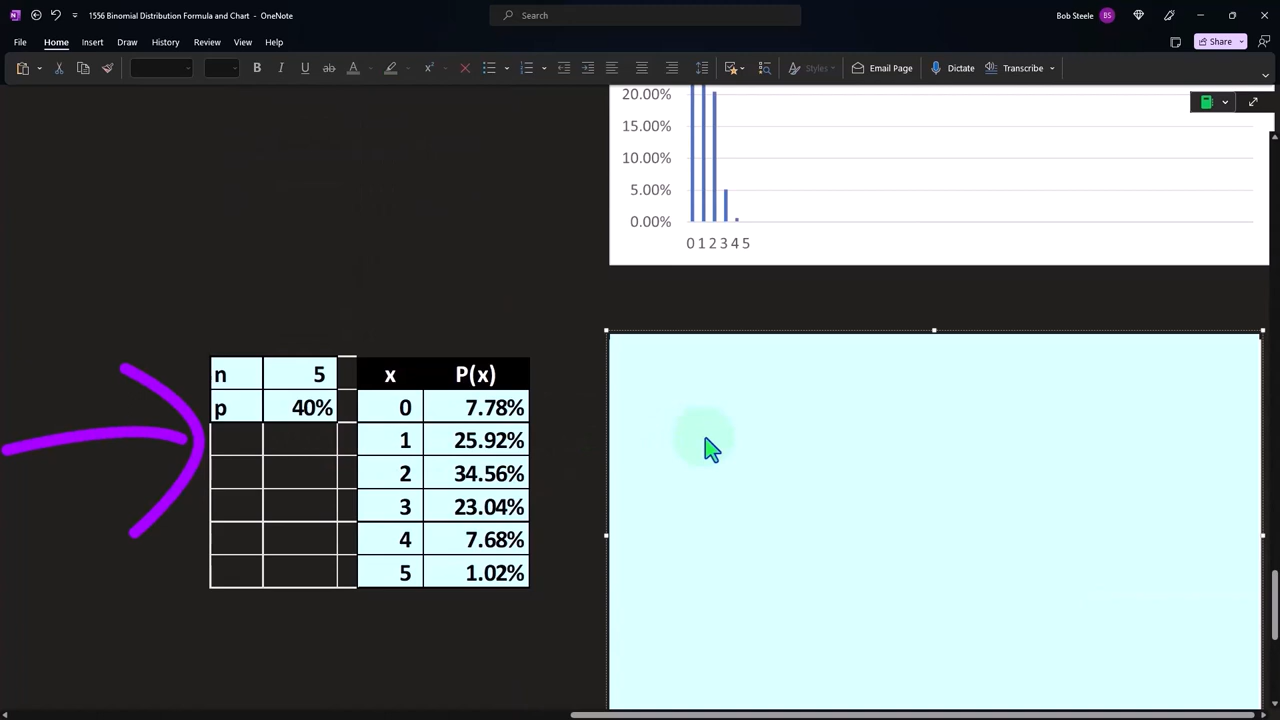 1556 Binomial Distribution Formula and Chart - OneNote
Search
Bob Steele BS
File Home Insert Draw History Review View Help
Share
B I U ab A x
Styles
Email Page
Dictate
Transcribe
20.00%
15.00%
10.00%
5.00%
0.00%
0 1 2 3 4 5
n 5 x P(x)
p 40% 0 7.78%
1 25.92%
2 34.56%
3 23.04%
4 7.68%
5 1.02%